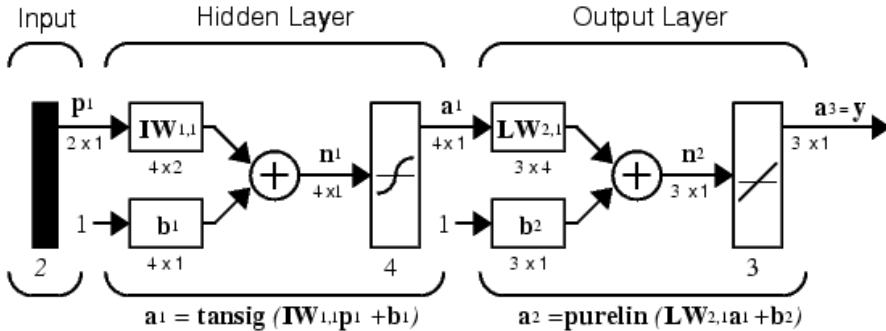 Input Hidden Layer Output Layer
p1 a1 a3 = y
IW1,1 LW2,1
2 x 1 4 x 1 3 x 1
4 x 2 n1 3 x 4 n2
4 x 1 3 x 1
1 b1 1 b2
4 x 1 3 x 1
2 4 3
a1 = tansig (IW1,1p1 +b1) a2 =purelin (LW2,1a1 +b2)